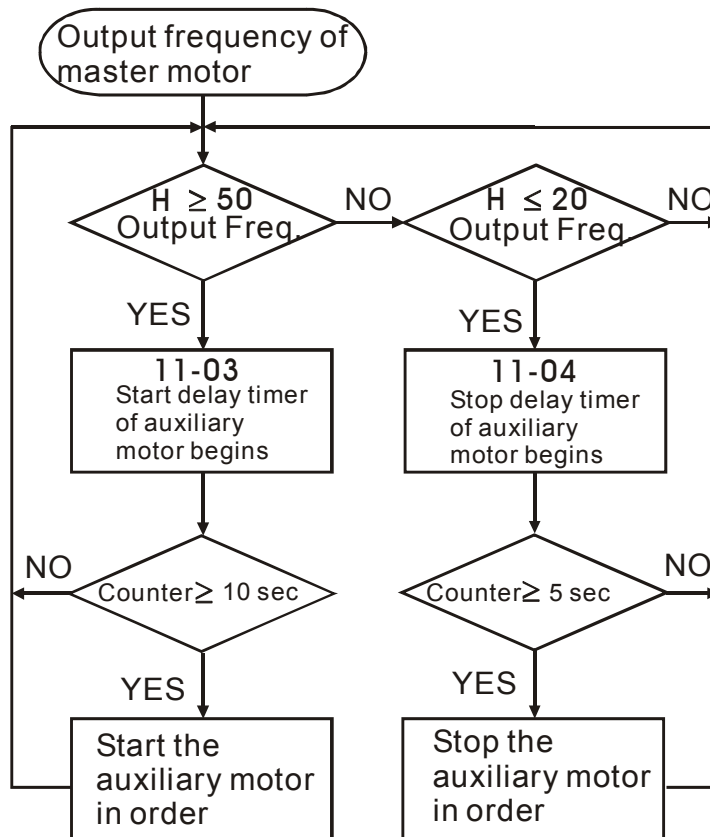 Output frequency of
master motor
H ≥ 50
Output Freq.
NO
H ≤ 20
Output Freq.
NO
YES
YES
11-03
Start delay timer
of auxiliary
motor begins
11-04
Stop delay timer
of auxiliary
motor begins
NO
Counter ≥ 10 sec
Counter ≥ 5 sec
NO
YES
YES
Start the
auxiliary motor
in order
Stop the
auxiliary motor
in order